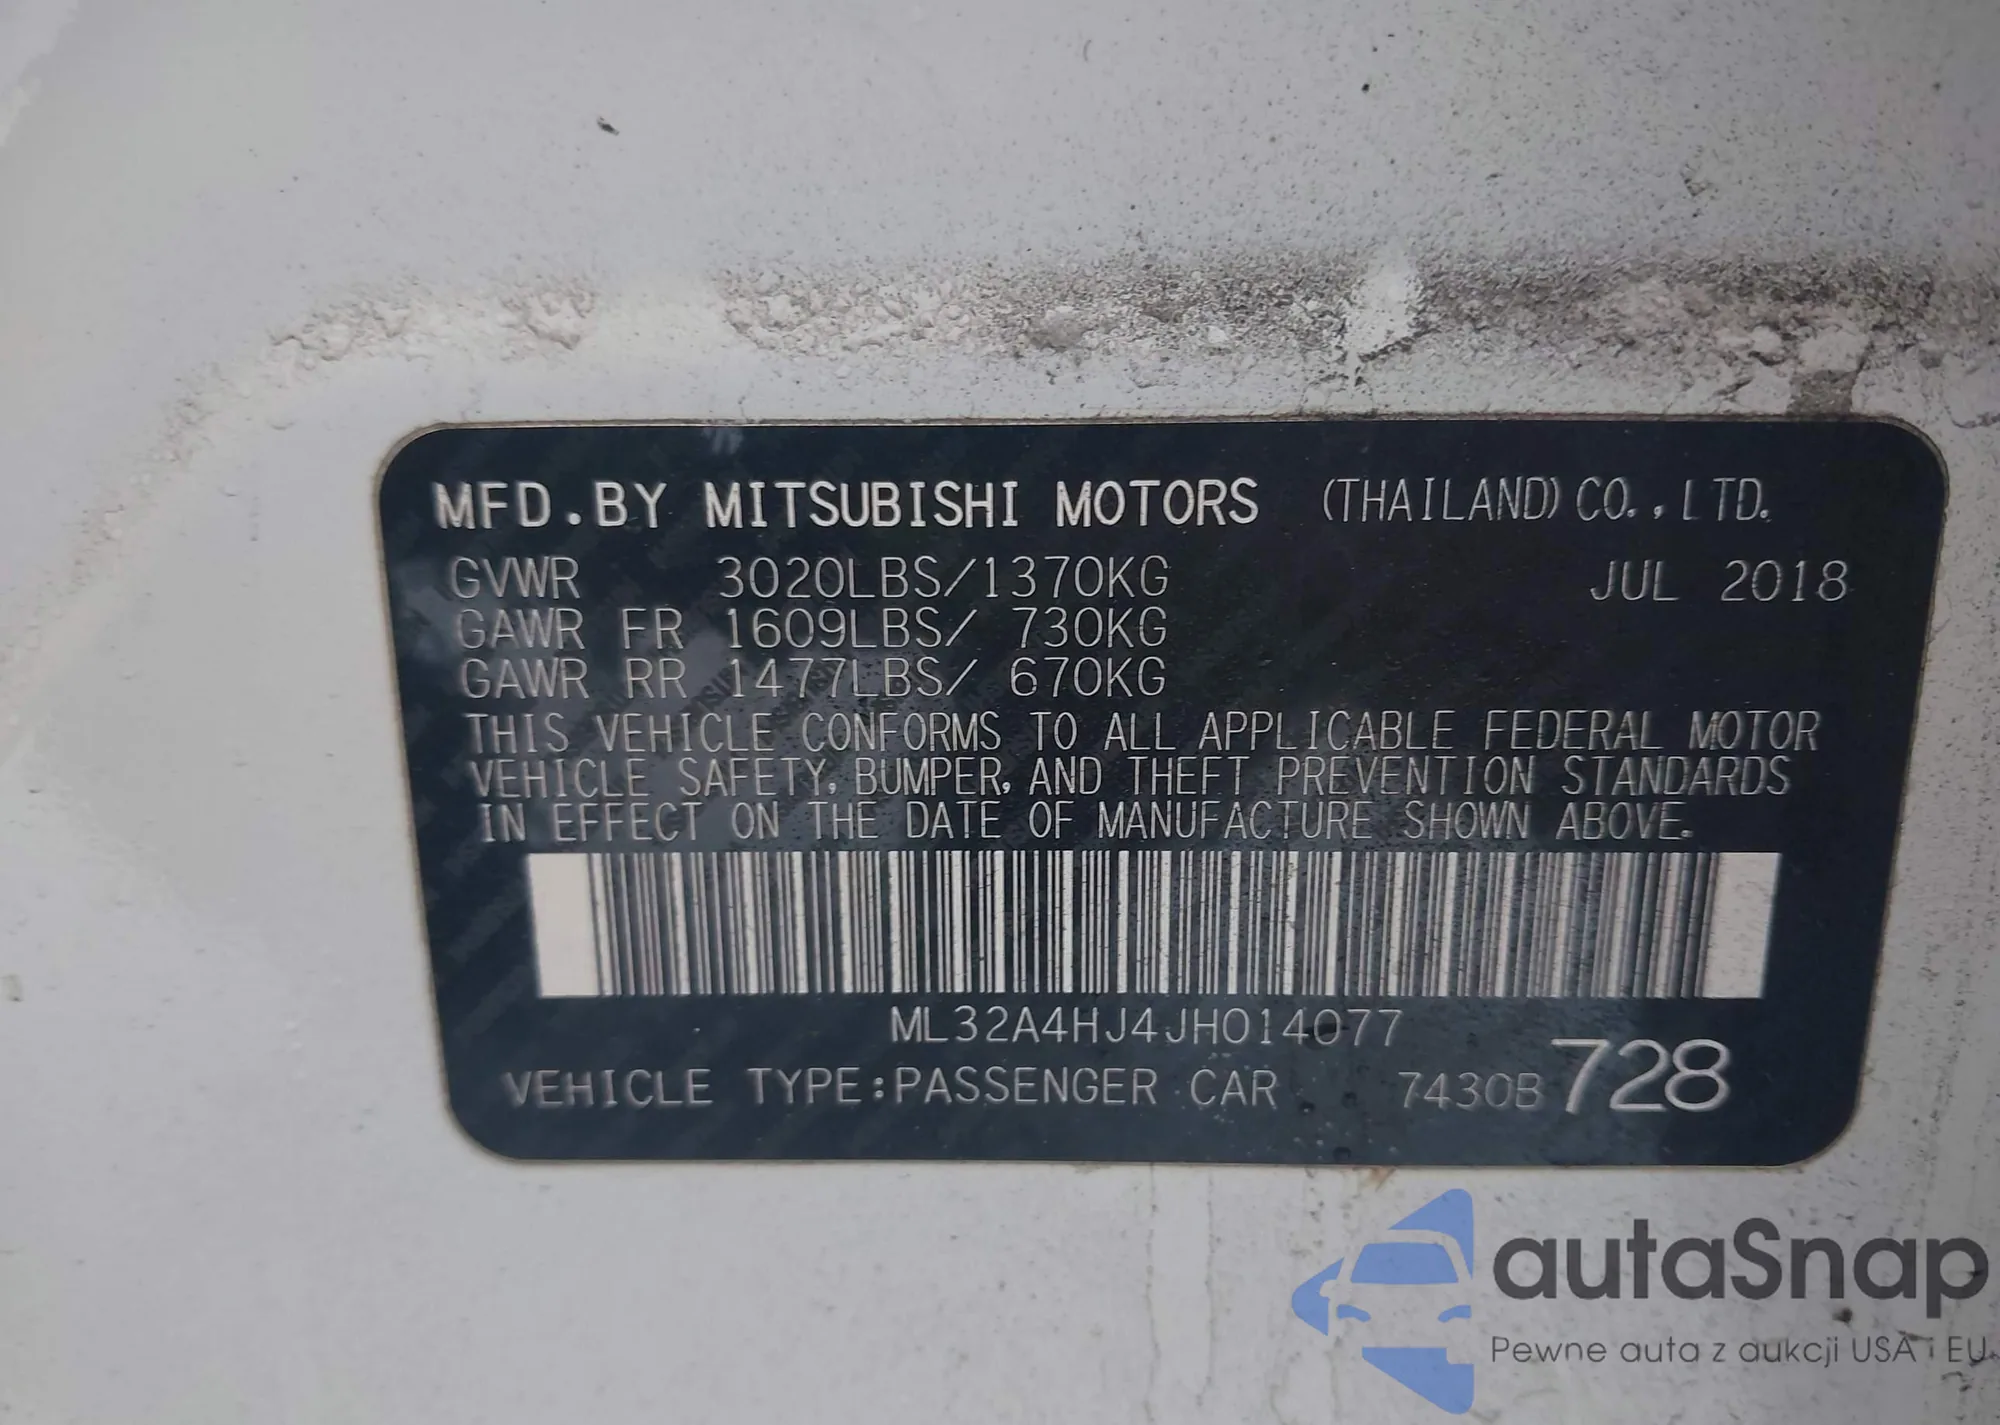 MFD.BY MITSUBISHI MOTORS (THAILAND) CO.,LTD.
GVWR 3020LBS/1370KG JUL 2018
GAWR FR 1609LBS/ 730KG
GAWR RR 1477LBS/ 670KG
THIS VEHICLE CONFORMS TO ALL APPLICABLE FEDERAL MOTOR
VEHICLE SAFETY, BUMPER, AND THEFT PREVENTION STANDARDS
IN EFFECT ON THE DATE OF MANUFACTURE SHOWN ABOVE.
ML32A4HJ4JH014077
VEHICLE TYPE:PASSENGER CAR 7430B 728
autaSnap
Pewne auta z aukcji USA i EU